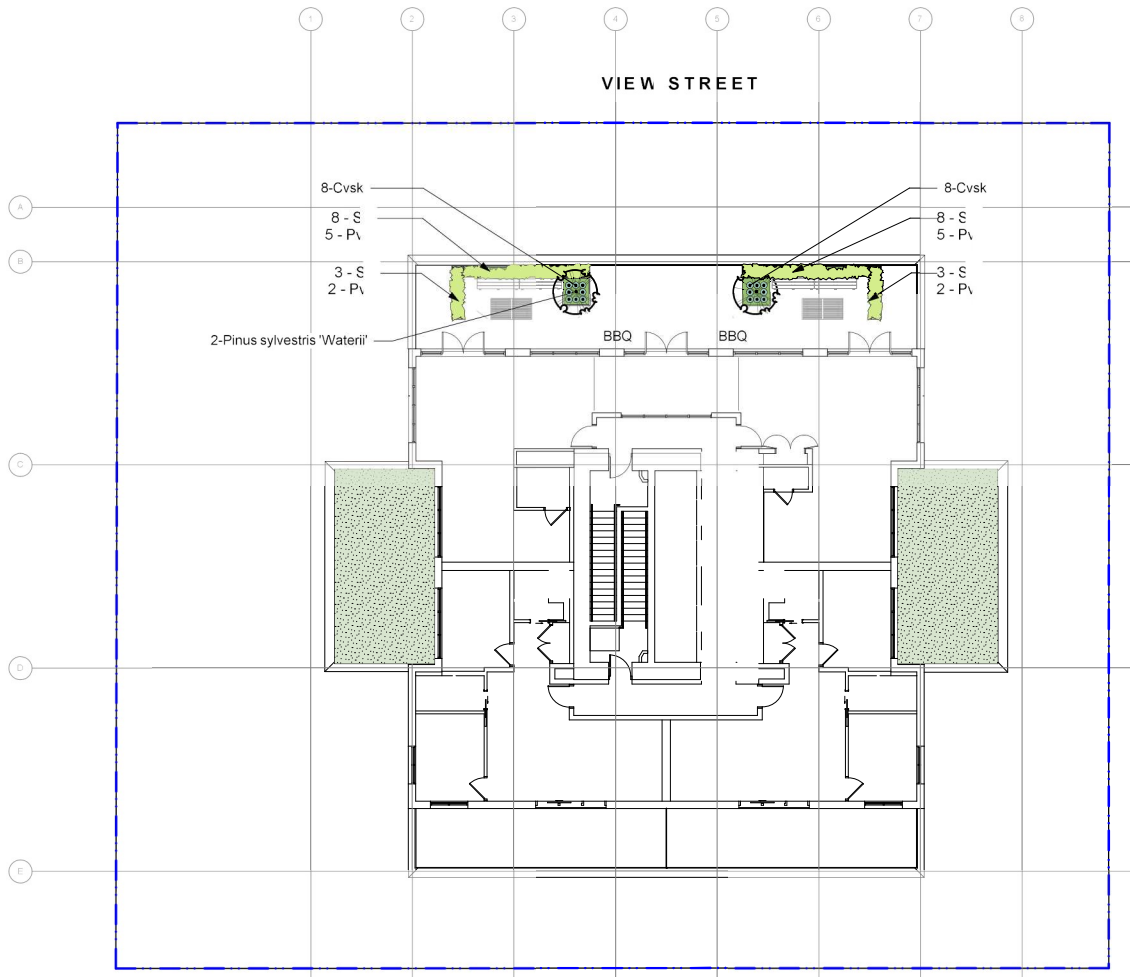 1 2 3 4 5 6 7 8
VIEW STREET
8-Cvsk
8-Cvsk
A
8 - S
5 - Pv
8 - S
5 - Pv
B
3 - S
2 - Pv
3 - S
2 - Pv
2-Pinus sylvestris 'Waterii'
BBQ
BBQ
C
D
E